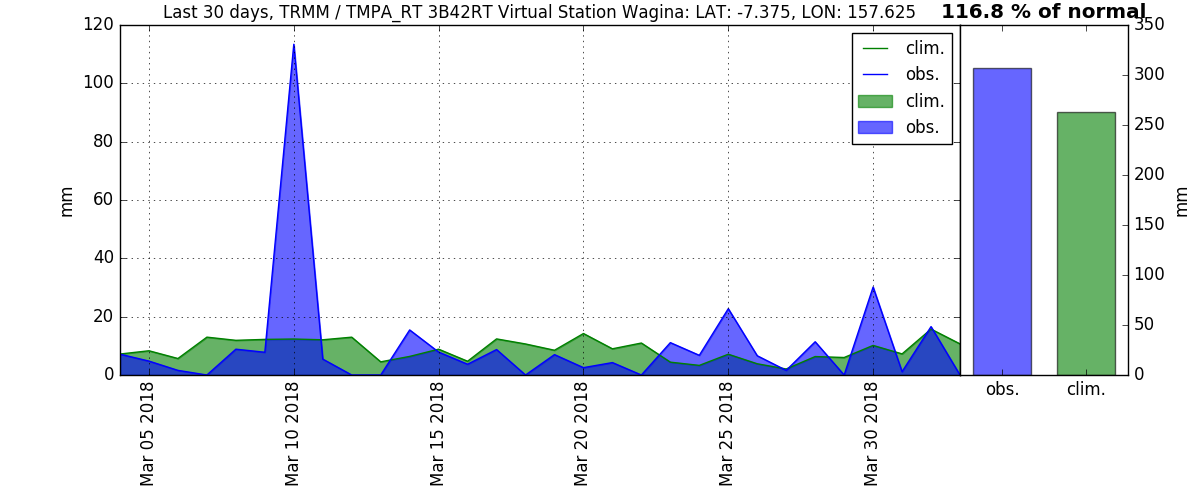 Last 30 days, TRMM / TMPA_RT 3B42RT Virtual Station Wagina: LAT: -7.375, LON: 157.625
116.8 % of normal
120
100
80
60
40
20
0
mm
clim.
obs.
clim.
obs.
350
300
250
200
150
100
50
0
mm
Mar 05 2018
Mar 10 2018
Mar 15 2018
Mar 20 2018
Mar 25 2018
Mar 30 2018
obs.
clim.